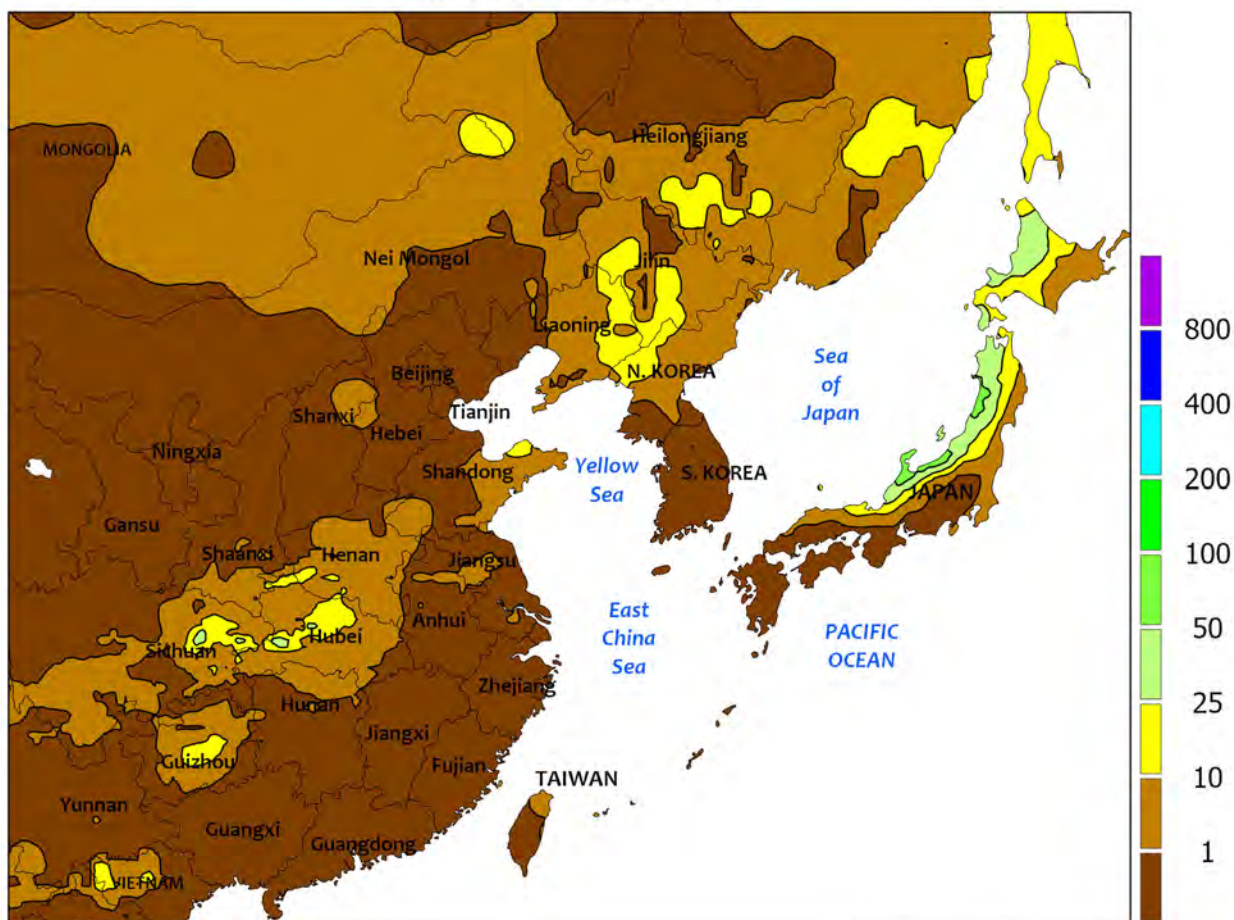 Heilongjiang
MONGOLIA
Nei Mongol
Jilin
Liaoning
800
Sea
of
Japan
Beijing
N. KOREA
400
Shanxi
Tianjin
Hebei
Ningxia
Shandong
Yellow
Sea
S. KOREA
200
JAPAN
Gansu
100
Shaanxi
Henan
Jiangsu
50
Anhui
East
China
Sea
PACIFIC
OCEAN
Hubei
Sichuan
Zhejiang
25
Hunan
Jiangxi
Guizhou
Fujian
TAIWAN
10
Yunnan
Guangxi
Guangdong
1
VIETNAM